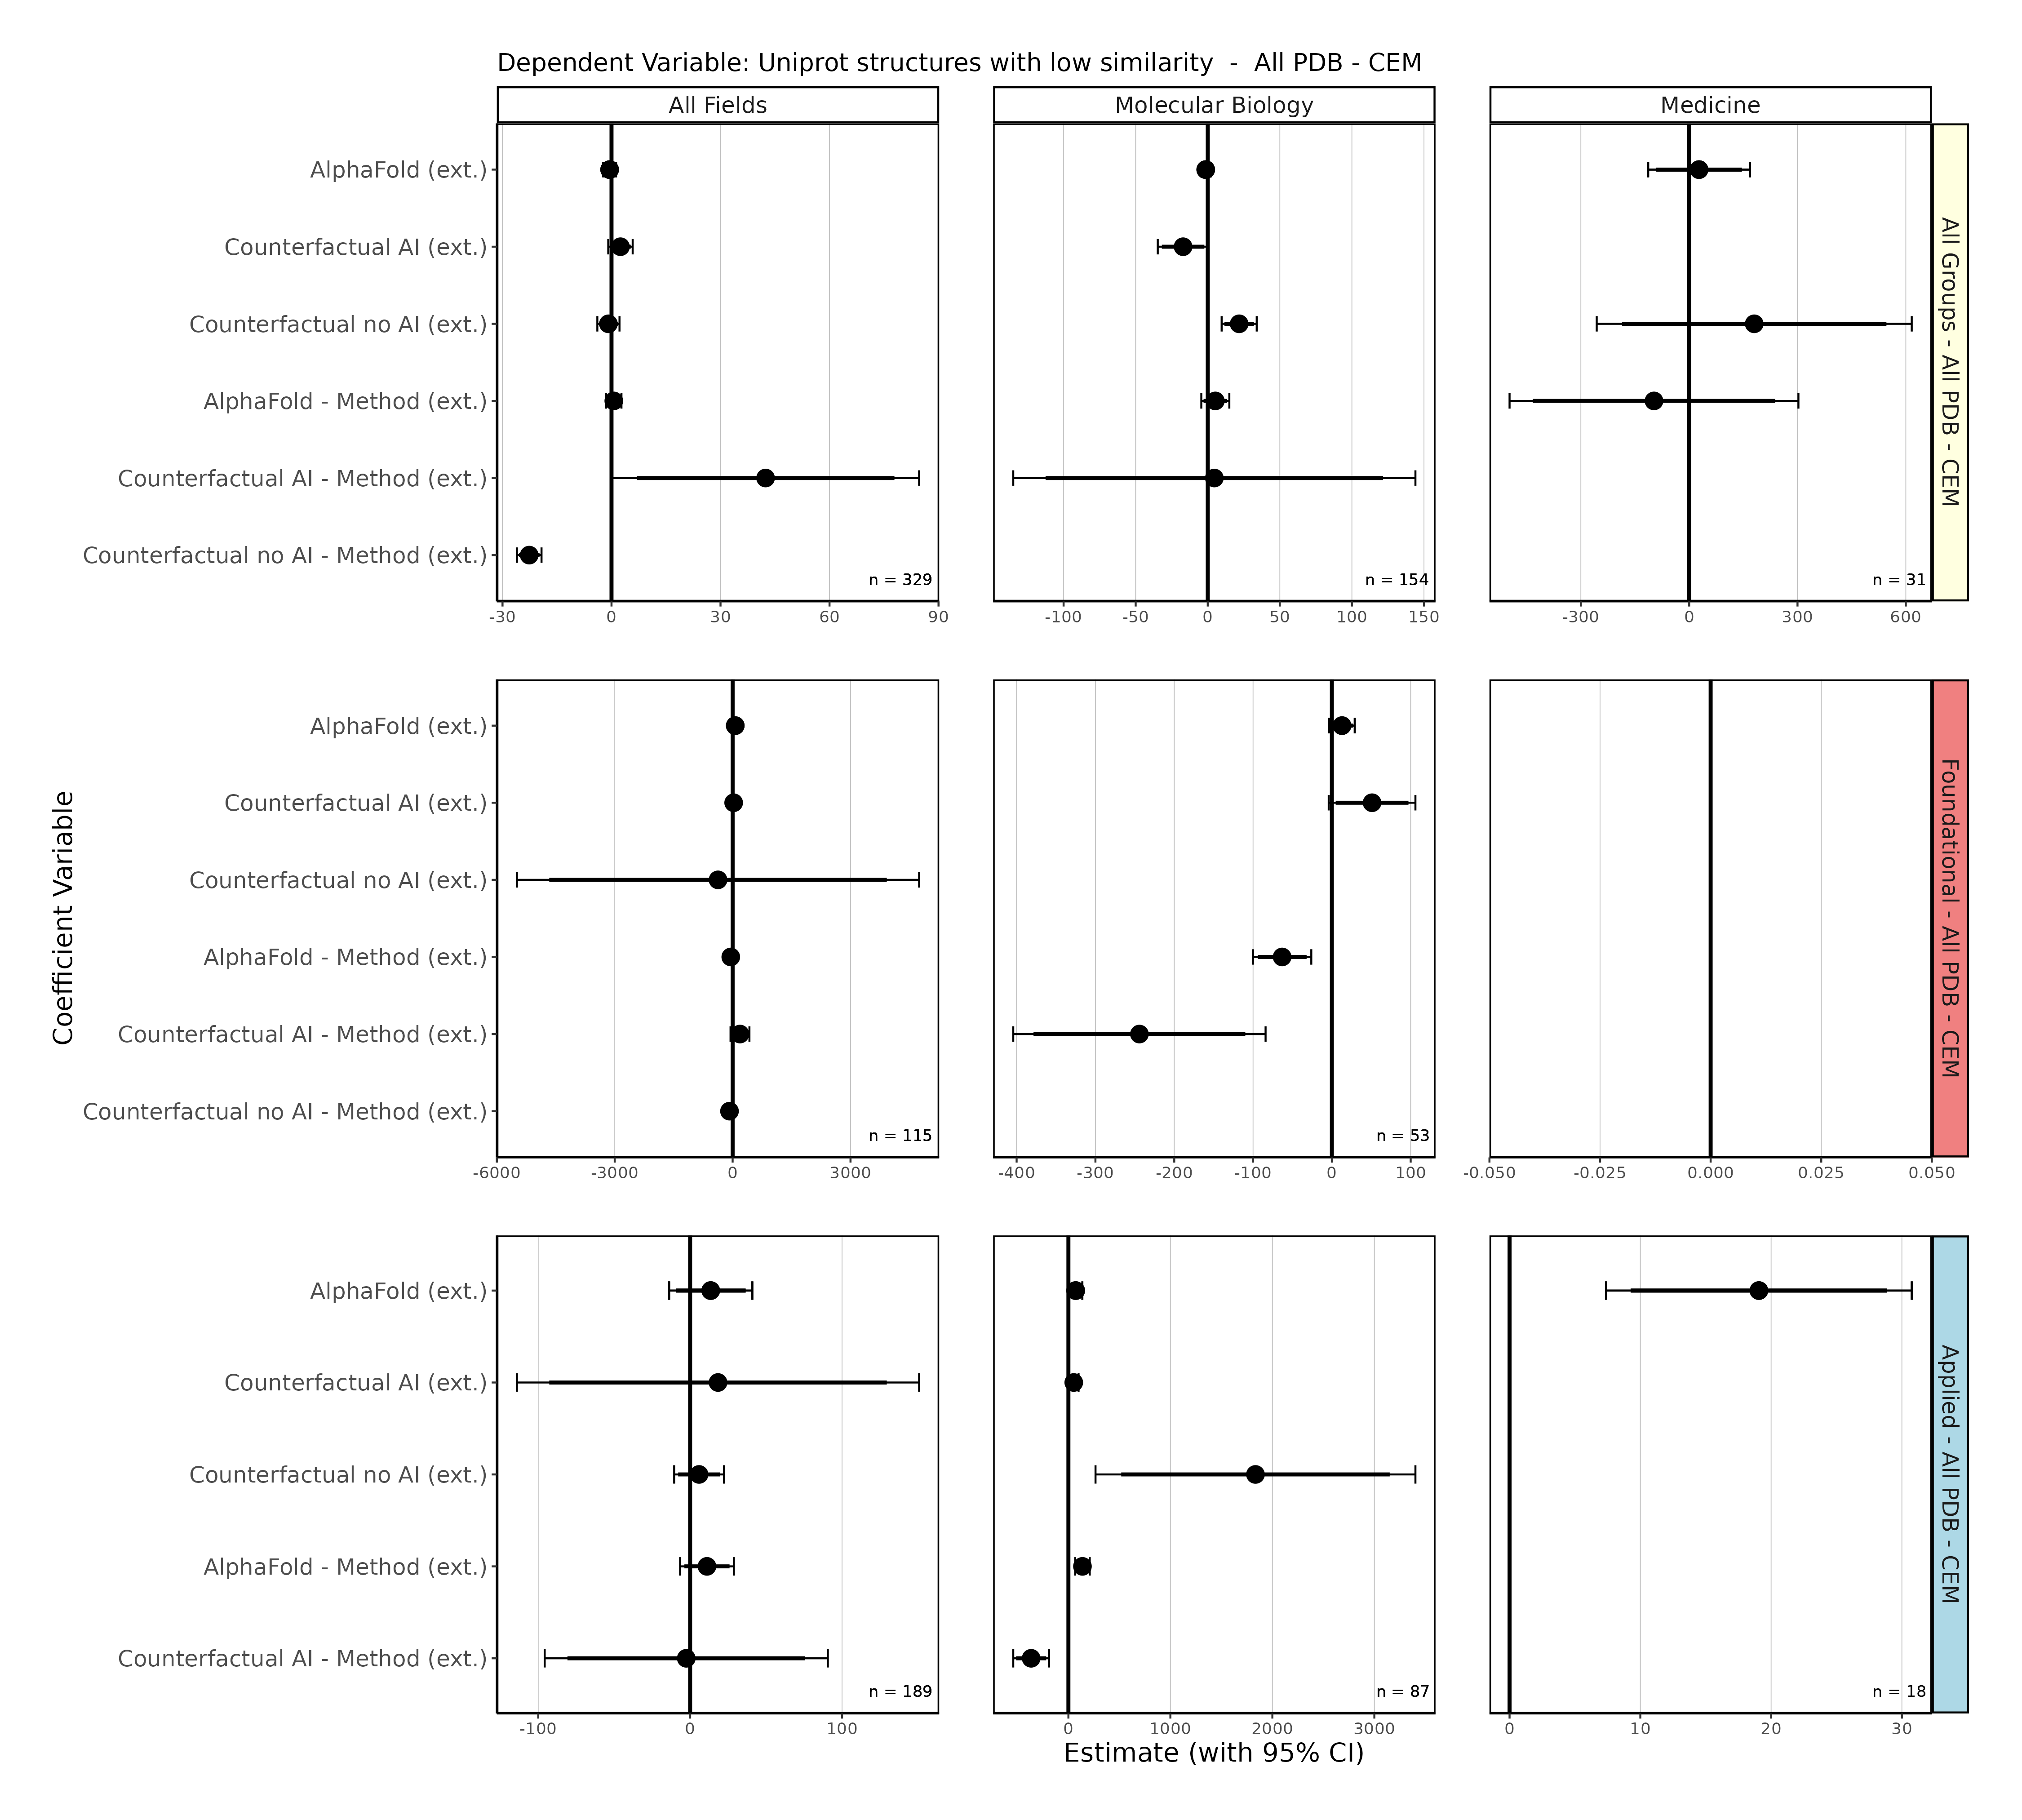 Dependent Variable: Uniprot structures with low similarity - All PDB - CEM
All Fields
Molecular Biology
Medicine
AlphaFold (ext.)
Counterfactual AI (ext.)
Counterfactual no AI (ext.)
AlphaFold - Method (ext.)
Counterfactual AI - Method (ext.)
Counterfactual no AI - Method (ext.)
n = 329
n = 154
n = 31
-30 0 30 60 90
-100 -50 0 50 100 150
-300 0 300 600
All Groups - All PDB - CEM
Coefficient Variable
AlphaFold (ext.)
Counterfactual AI (ext.)
Counterfactual no AI (ext.)
AlphaFold - Method (ext.)
Counterfactual AI - Method (ext.)
Counterfactual no AI - Method (ext.)
n = 115
n = 53
-6000 -3000 0 3000
-400 -300 -200 -100 0 100
-0.050 -0.025 0.000 0.025 0.050
Foundational - All PDB - CEM
AlphaFold (ext.)
Counterfactual AI (ext.)
Counterfactual no AI (ext.)
AlphaFold - Method (ext.)
Counterfactual AI - Method (ext.)
n = 189
n = 87
n = 18
-100 0 100
0 1000 2000 3000
0 10 20 30
Applied - All PDB - CEM
Estimate (with 95% CI)